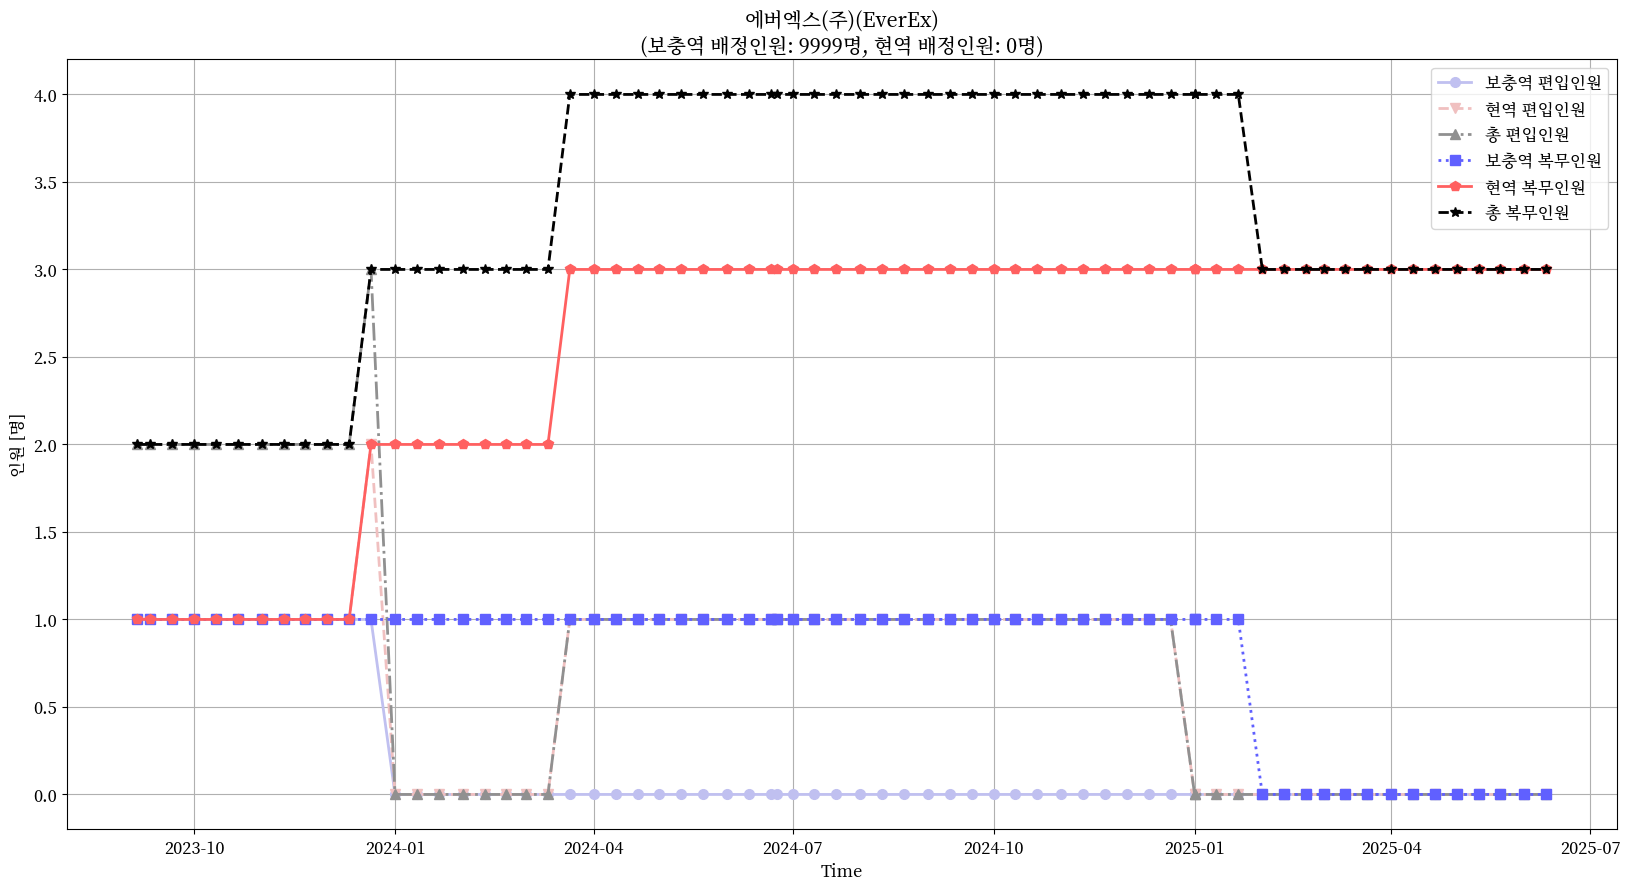 에버엑스(주)(EverEx)
(보충역 배정인원: 9999명, 현역 배정인원: 0명)
보충역 편입인원
현역 편입인원
총 편입인원
보충역 복무인원
현역 복무인원
총 복무인원
인원 [명]
4.0
3.5
3.0
2.5
2.0
1.5
1.0
0.5
0.0
2023-10
2024-01
2024-04
2024-07
2024-10
2025-01
2025-04
2025-07
Time